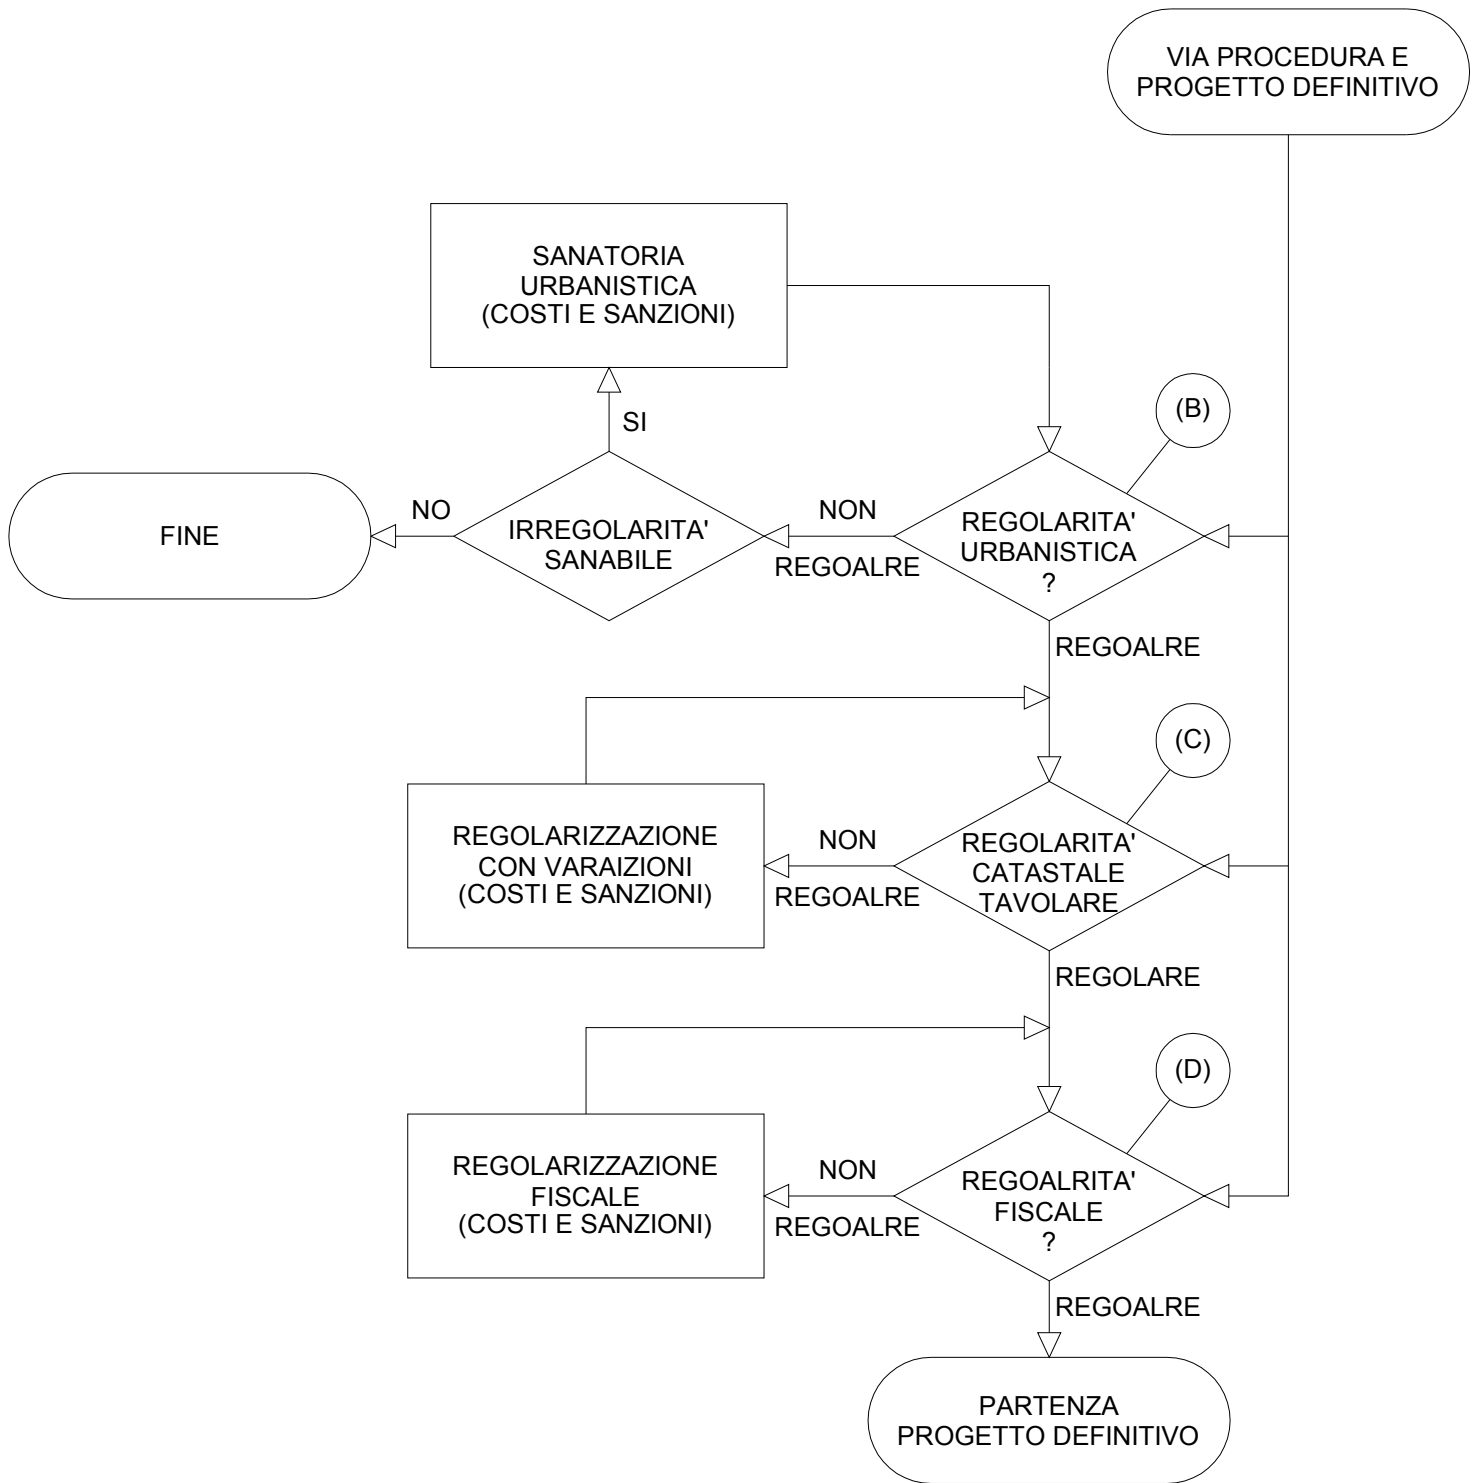 VIA PROCEDURA E
PROGETTO DEFINITIVO
SANATORIA
URBANISTICA
(COSTI E SANZIONI)
SI
(B)
FINE
NO
IRREGOLARITA'
SANABILE
NON
REGOALRE
REGOLARITA'
URBANISTICA
?
REGOALRE
(C)
REGOLARIZZAZIONE
CON VARAIZIONI
(COSTI E SANZIONI)
NON
REGOALRE
REGOLARITA'
CATASTALE
TAVOLARE
REGOLARE
(D)
REGOLARIZZAZIONE
FISCALE
(COSTI E SANZIONI)
NON
REGOALRE
REGOALRITA'
FISCALE
?
REGOALRE
PARTENZA
PROGETTO DEFINITIVO